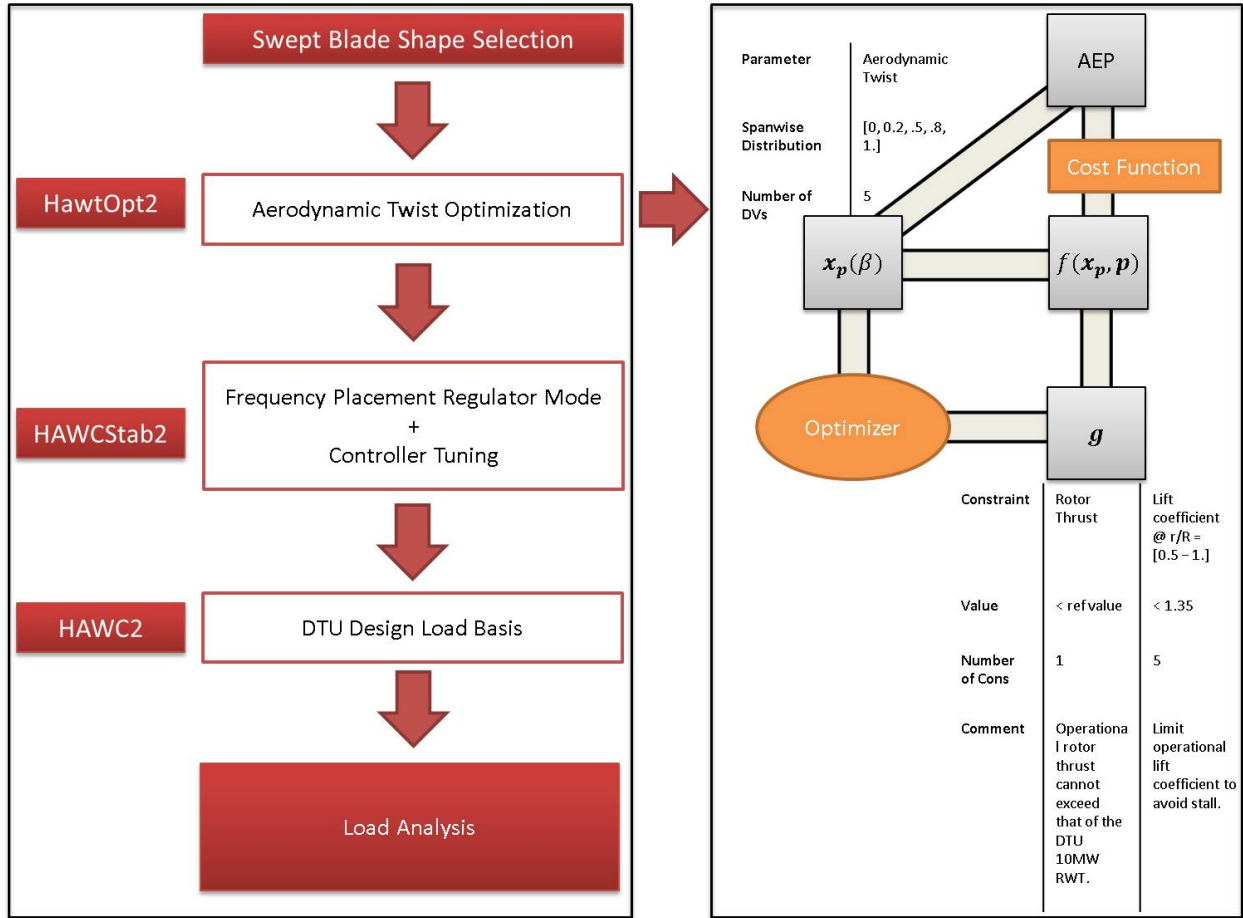 Swept Blade Shape Selection
HawtOpt2
Aerodynamic Twist Optimization
HAWCStab2
Frequency Placement Regulator Mode
+
Controller Tuning
HAWC2
DTU Design Load Basis
Load Analysis
Parameter
Aerodynamic
Twist
Spanwise
Distribution
[0, 0.2, .5, .8,
1.]
Number of
DVs
5
AEP
Cost Function
x_p(β)
f(x_p, p)
Optimizer
g
Constraint
Rotor
Thrust
Lift
coefficient
@ r/R =
[0.5 – 1.]
Value
< ref value
< 1.35
Number
of Cons
1
5
Comment
Operationa
l rotor
thrust
cannot
exceed
that of the
DTU
10MW
RWT.
Limit
operational
lift
coefficient to
avoid stall.